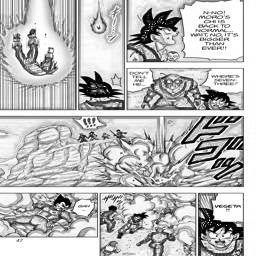 N-NO!
MORO'S
CHI IS
BACK TO
NORMAL...
WAIT, NO, IT'S
BIGGER
THAN
EVER!!
DON'T
TELL
ME...
WHERE'S
SEVEN-
THREE?
!!!
GAH
VEGETA
!!
47